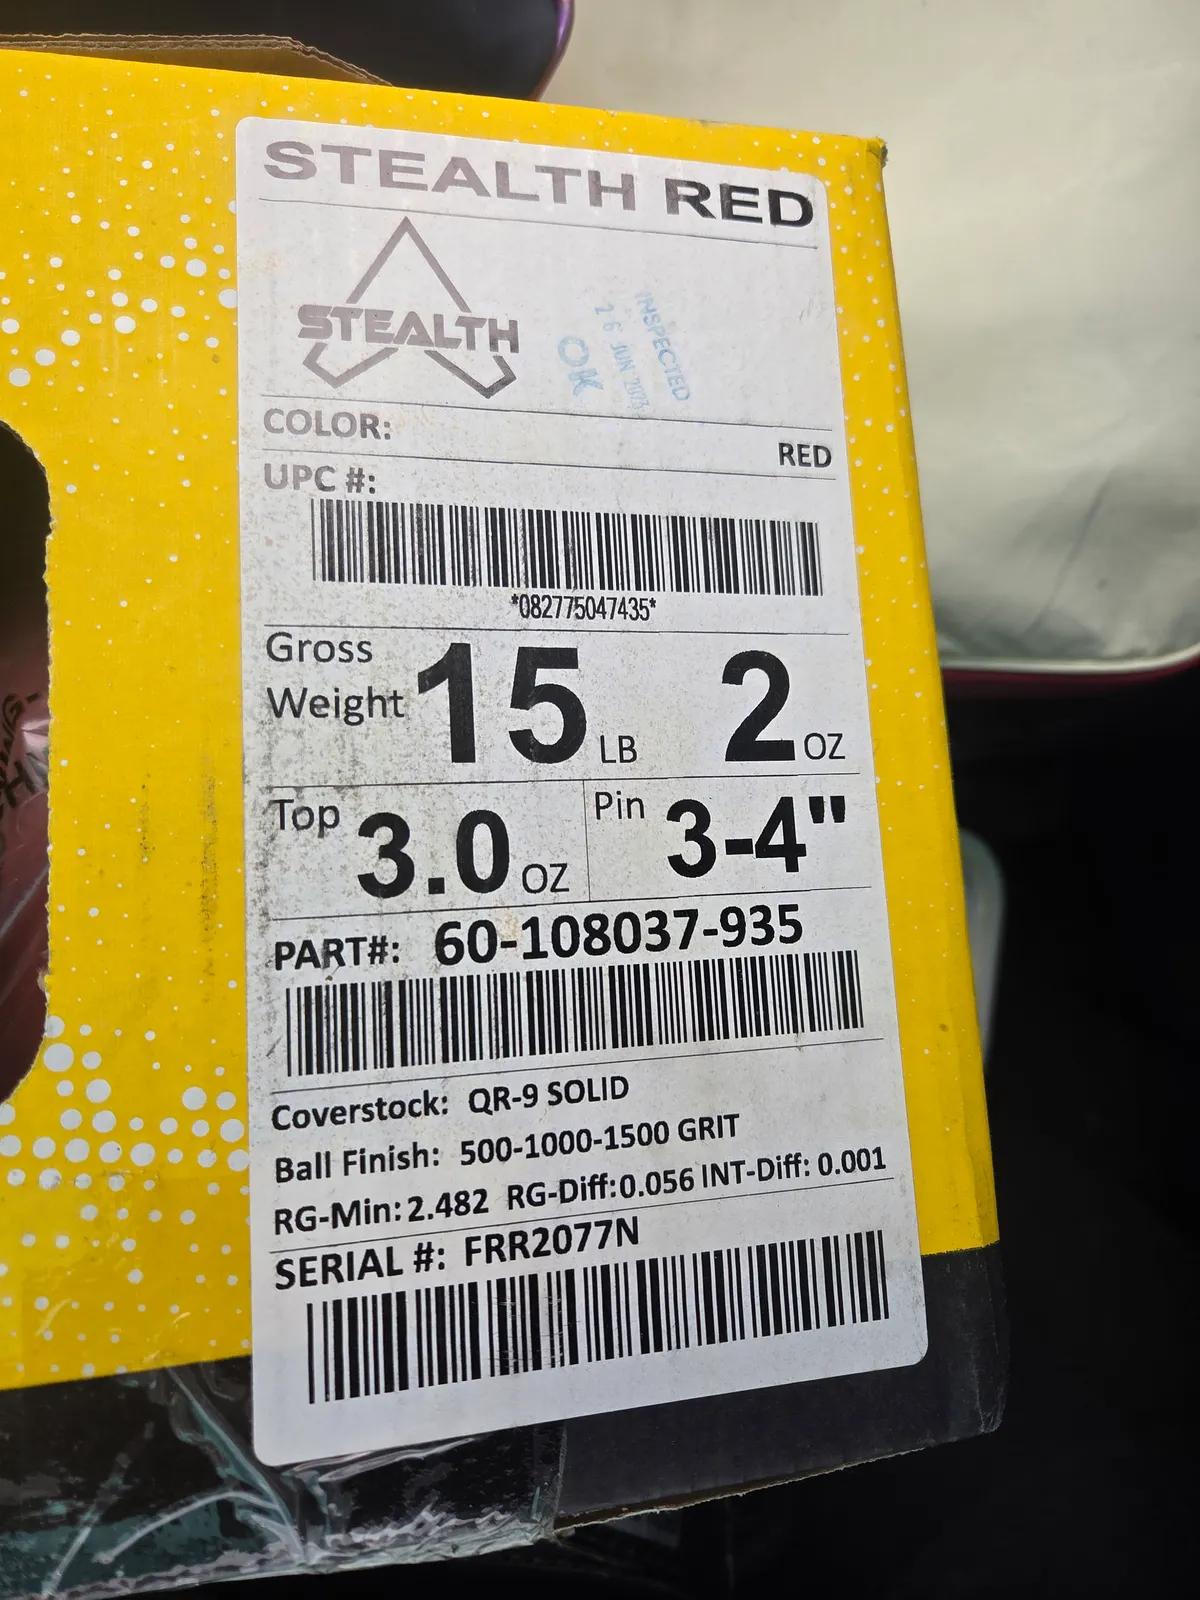 STEALTH RED
STEALTH
INSPECTED
26 JUN
OK
COLOR:
RED
UPC #:
*082775047435*
Gross
Weight 15 LB 2 OZ
Top 3.0 OZ
Pin 3-4"
PART#: 60-108037-935
Coverstock: QR-9 SOLID
Ball Finish: 500-1000-1500 GRIT
RG-Min: 2.482 RG-Diff: 0.056 INT-Diff: 0.001
SERIAL #: FRR2077N